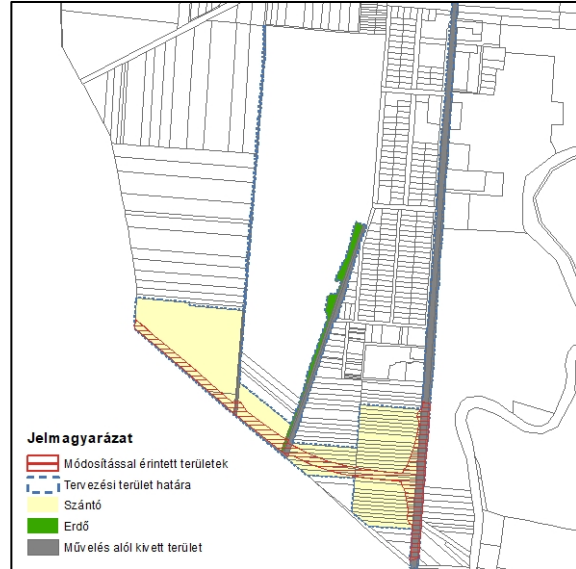 Jelmagyarázat
Módosítással érintett területek
Tervezési terület határa
Szántó
Erdő
Művelés alól kivett terület